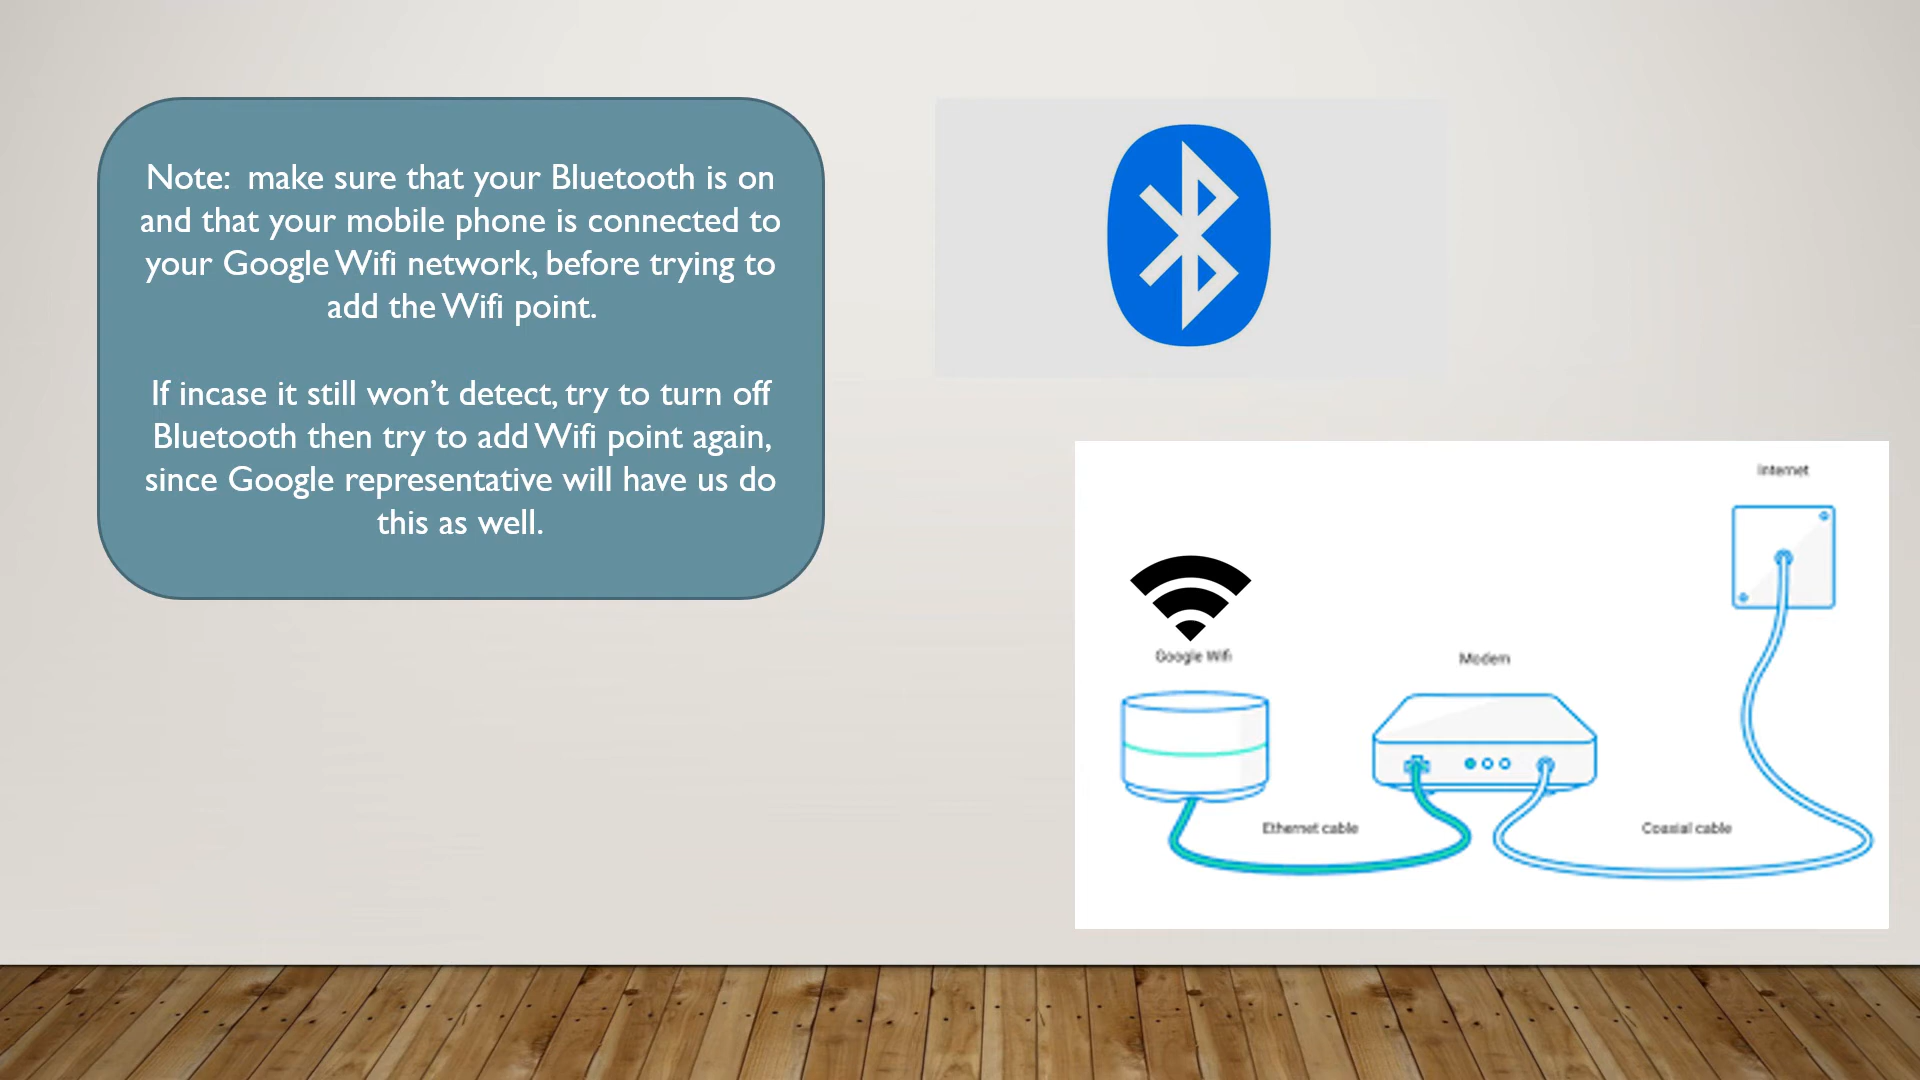 Note:  make sure that your Bluetooth is on
and that your mobile phone is connected to
your Google Wifi network, before trying to
add the Wifi point.
If incase it still won’t detect, try to turn off
Bluetooth then try to add Wifi point again,
since Google representative will have us do
this as well.
Internet
Google Wifi
Modem
Ethernet cable
Coaxial cable